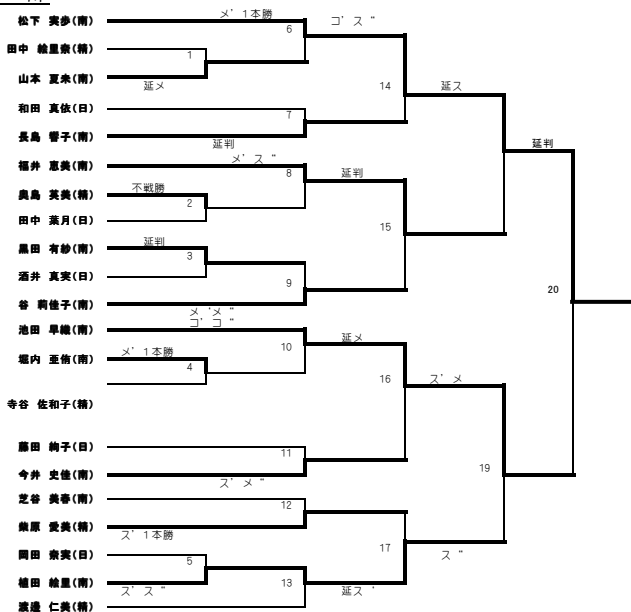 松下 実歩(南)
メ’1本勝
6
コ’ス”
田中 絵里奈(精)
1
山本 夏未(南)
延メ
14
延ス
和田 真依(日)
7
長島 響子(南)
延判
延判
福井 恵美(南)
メ’ス”
8
延判
奥島 英美(精)
不戦勝
2
田中 葉月(日)
15
黒田 有紗(南)
延判
3
酒井 真実(日)
9
谷 莉佳子(南)
メ’メ”
20
池田 早織(南)
コ’コ”
10
延メ
堀内 亜侑(南)
メ’1本勝
4
16
ス’メ
寺谷 佐和子(精)
藤田 絢子(日)
11
今井 史佳(南)
ス’メ”
19
芝谷 美春(南)
12
柴原 愛美(精)
ス’1本勝
17
ス”
岡田 奈実(日)
5
植田 絵里(南)
ス’ス”
13
延ス’
渡邊 仁美(精)